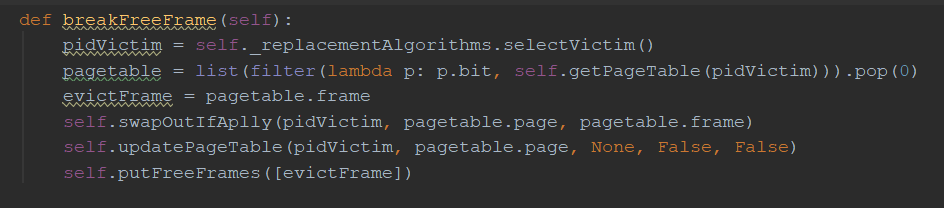 def breakFreeFrame(self):
    pidVictim = self._replacementAlgorithms.selectVictim()
    pagetable = list(filter(lambda p: p.bit, self.getPageTable(pidVictim))).pop(0)
    evictFrame = pagetable.frame
    self.swapOutIfAplly(pidVictim, pagetable.page, pagetable.frame)
    self.updatePageTable(pidVictim, pagetable.page, None, False, False)
    self.putFreeFrames([evictFrame])